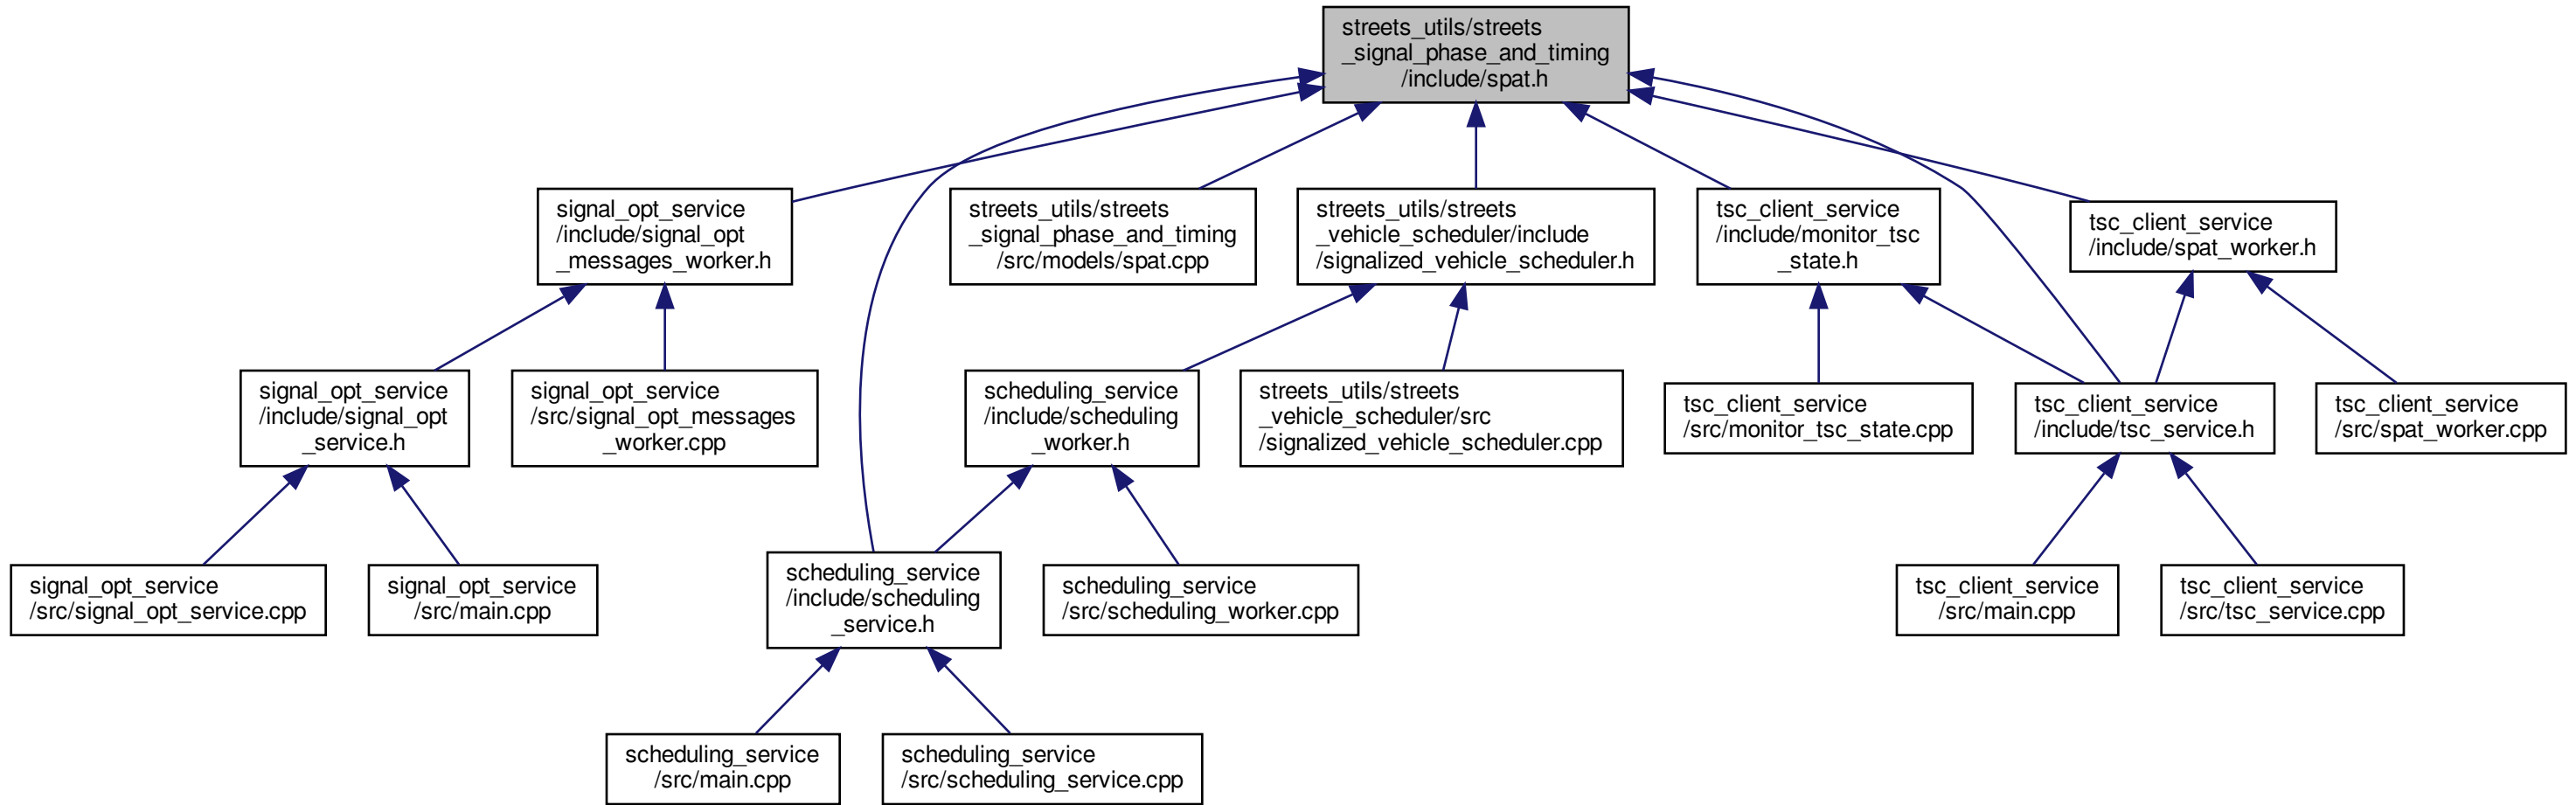 streets_utils/streets
_signal_phase_and_timing
/include/spat.h
signal_opt_service
/include/signal_opt
_messages_worker.h
streets_utils/streets
_signal_phase_and_timing
/src/models/spat.cpp
streets_utils/streets
_vehicle_scheduler/include
/signalized_vehicle_scheduler.h
tsc_client_service
/include/monitor_tsc
_state.h
tsc_client_service
/include/spat_worker.h
signal_opt_service
/include/signal_opt
_service.h
signal_opt_service
/src/signal_opt_messages
_worker.cpp
scheduling_service
/include/scheduling
_worker.h
streets_utils/streets
_vehicle_scheduler/src
/signalized_vehicle_scheduler.cpp
tsc_client_service
/src/monitor_tsc_state.cpp
tsc_client_service
/include/tsc_service.h
tsc_client_service
/src/spat_worker.cpp
signal_opt_service
/src/signal_opt_service.cpp
signal_opt_service
/src/main.cpp
scheduling_service
/include/scheduling
_service.h
scheduling_service
/src/scheduling_worker.cpp
tsc_client_service
/src/main.cpp
tsc_client_service
/src/tsc_service.cpp
scheduling_service
/src/main.cpp
scheduling_service
/src/scheduling_service.cpp